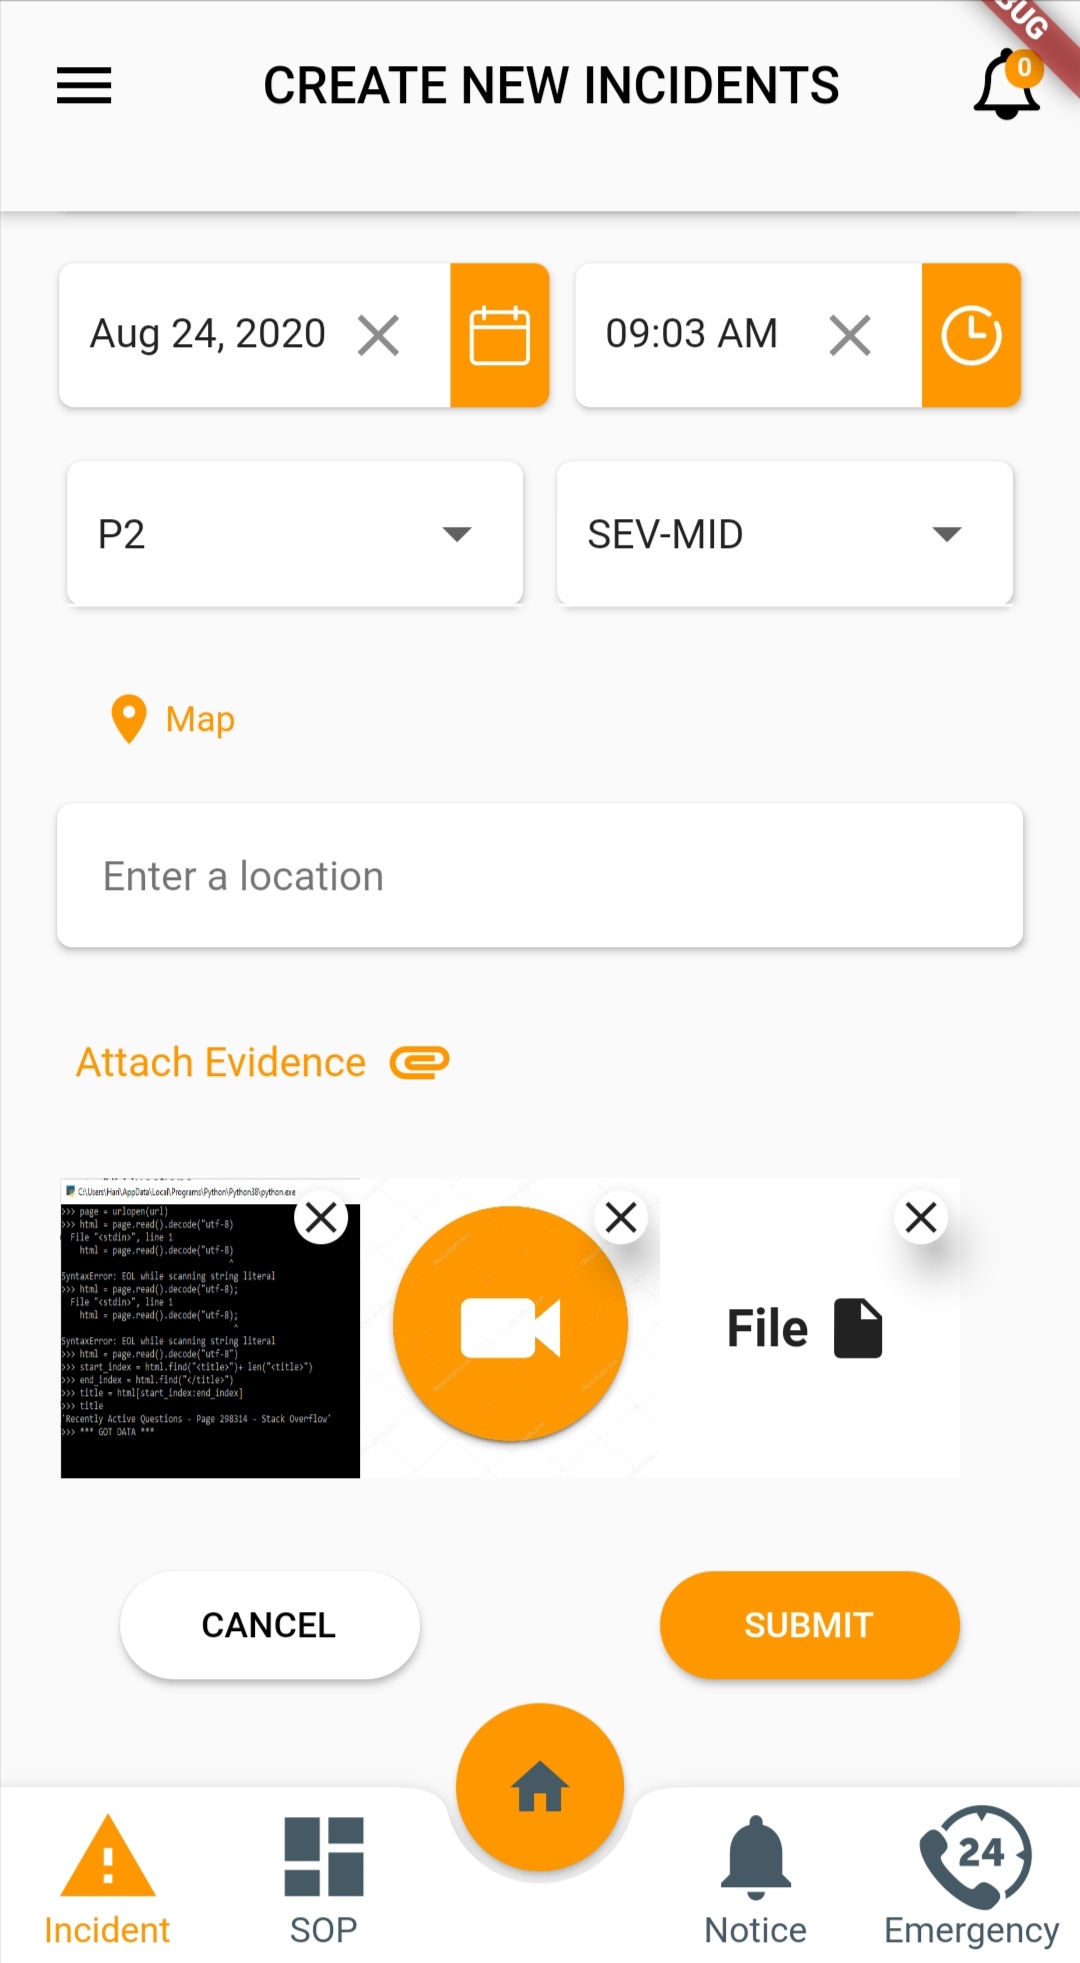 BUG
CREATE NEW INCIDENTS
0
Aug 24, 2020
09:03 AM
P2
SEV-MID
Map
Enter a location
Attach Evidence
C:\Users\Hari\AppData\Local\Programs\Python\Python38\python.exe
>>> page = urlopen(url)
>>> html = page.read().decode("utf-8)
File "<stdin>", line 1
html = page.read().decode("utf-8)
^
SyntaxError: EOL while scanning string literal
>>> html = page.read().decode("utf-8);
File "<stdin>", line 1
html = page.read().decode("utf-8);
^
SyntaxError: EOL while scanning string literal
>>> html = page.read().decode("utf-8")
>>> start_index = html.find("<title>")+ len("<title>")
>>> end_index = html.find("</title>")
>>> title = html[start_index:end_index]
>>> title
'Recently Active Questions - Page 298314 - Stack Overflow'
>>> *** GOT DATA ***
File
CANCEL
SUBMIT
24
Incident
SOP
Notice
Emergency